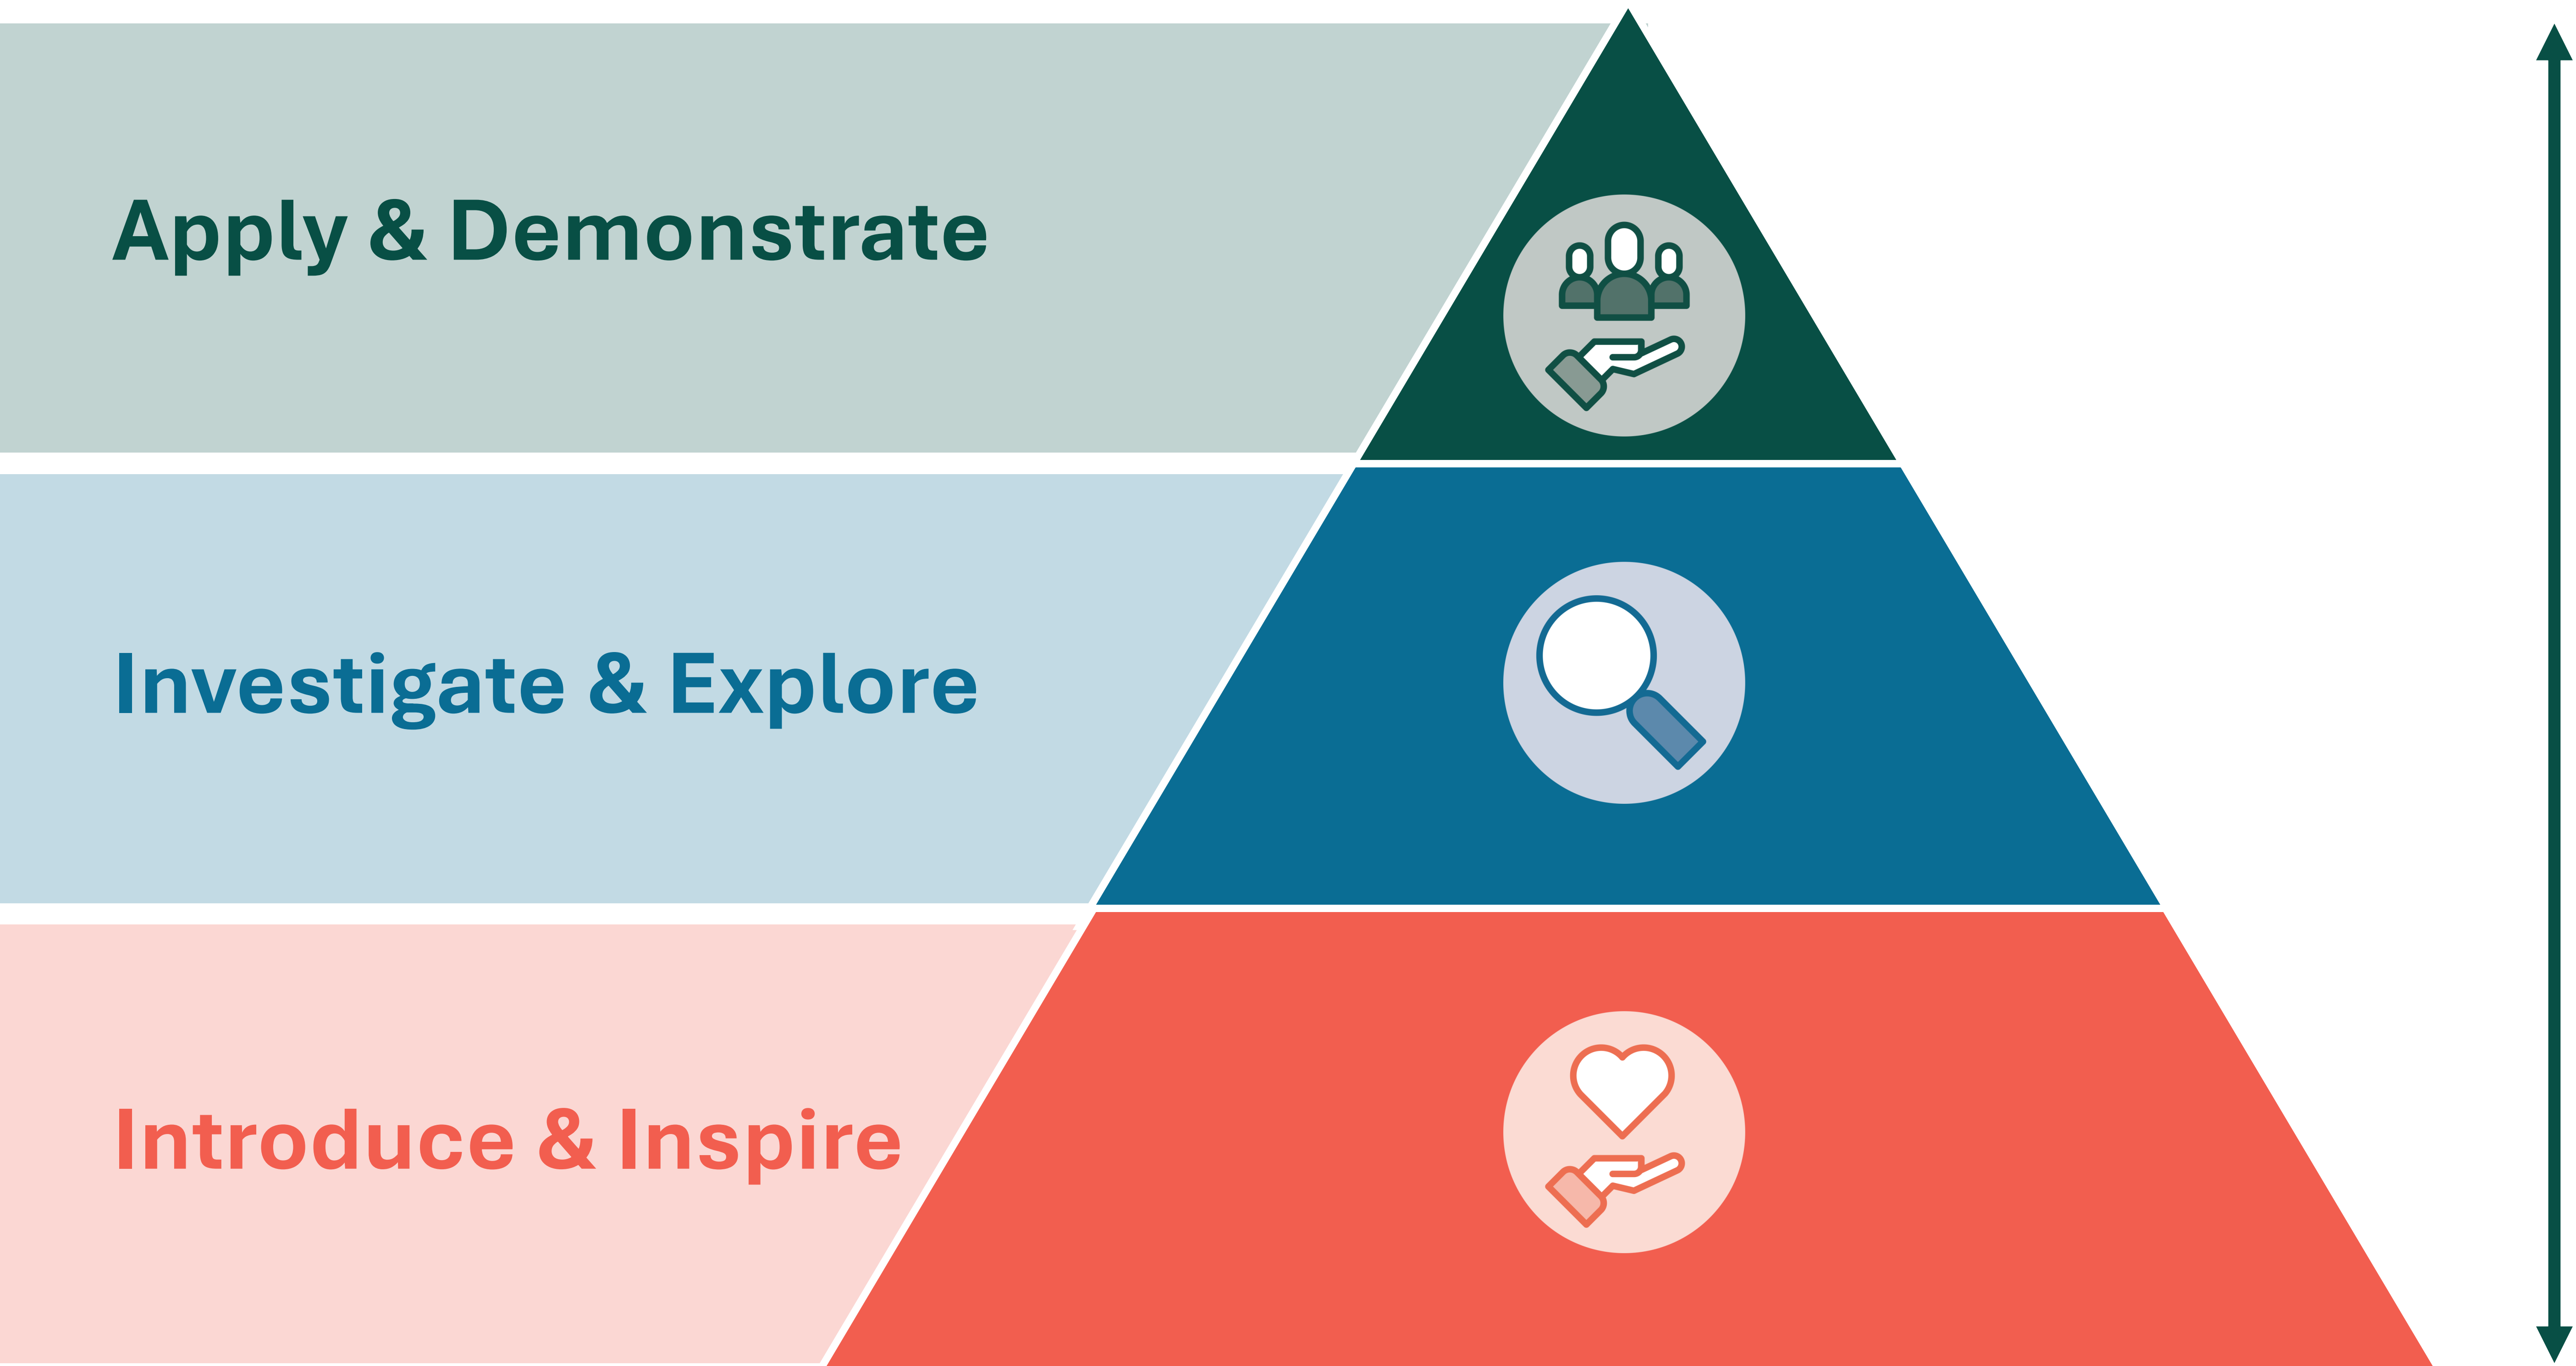 Apply & Demonstrate
Investigate & Explore
Introduce & Inspire